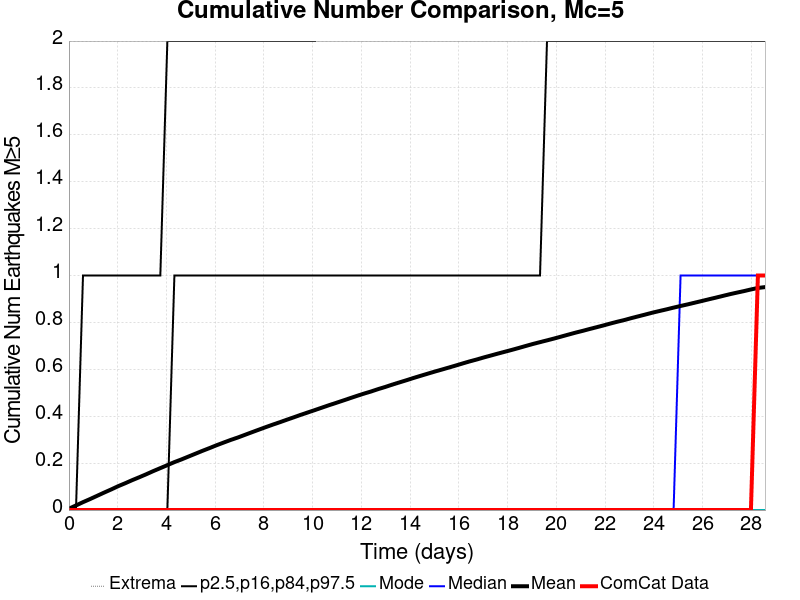 Cumulative Number Comparison, Mc=5
Cumulative Num Earthquakes M≥5
2
1.8
1.6
1.4
1.2
1
0.8
0.6
0.4
0.2
0
0 2 4 6 8 10 12 14 16 18 20 22 24 26 28
Time (days)
Extrema p2.5,p16,p84,p97.5 Mode Median Mean ComCat Data